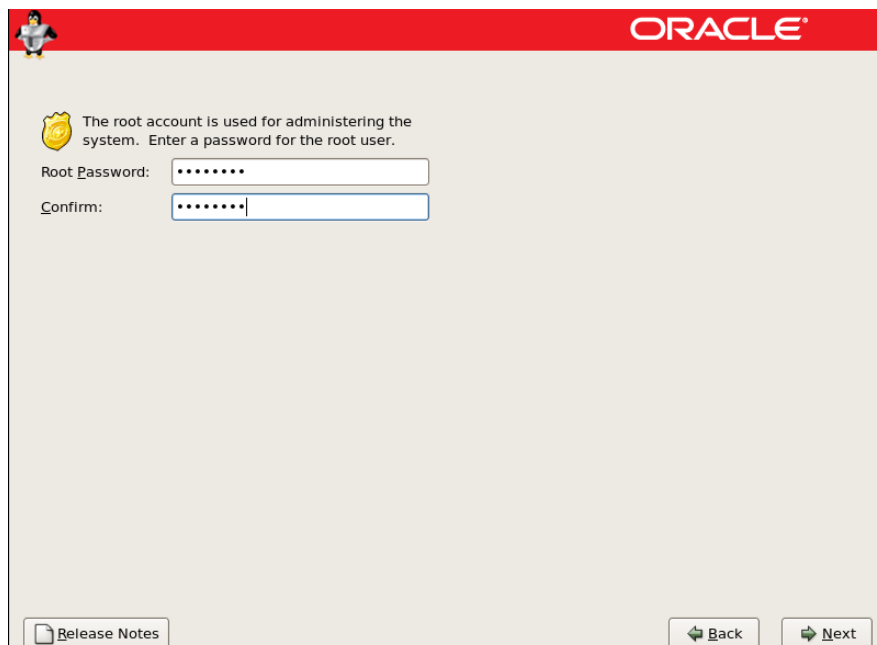 ORACLE®
The root account is used for administering the
system.  Enter a password for the root user.
Root Password: ••••••••
Confirm: ••••••••
Release Notes
Back
Next